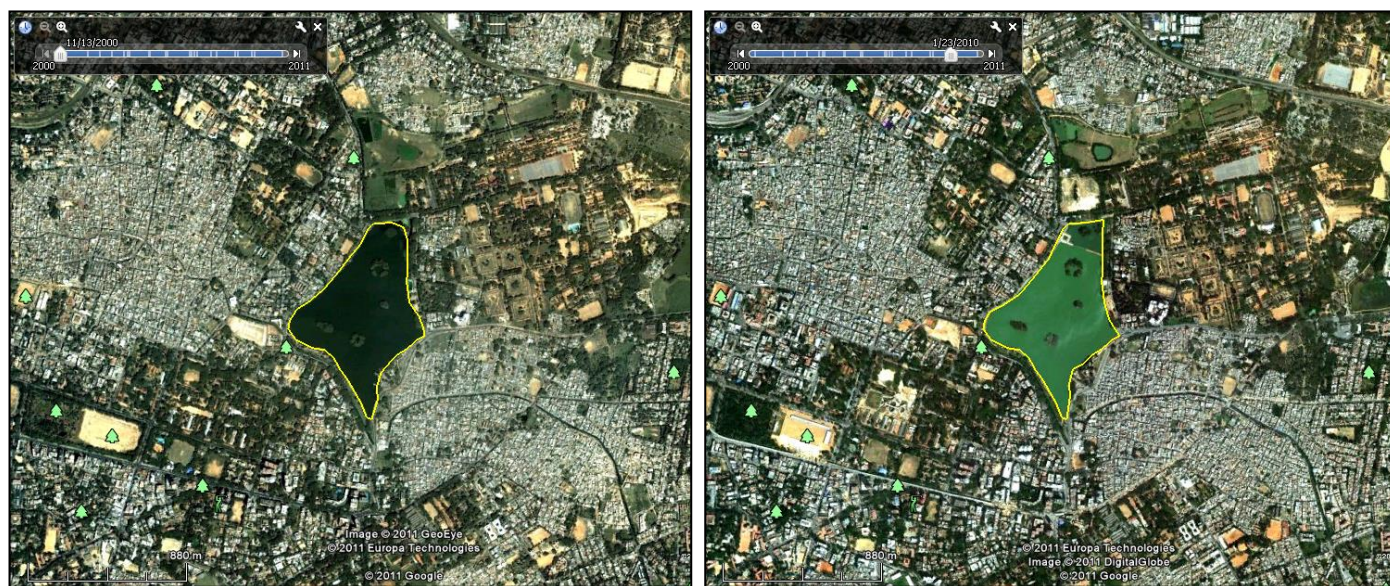 11/13/2000
2000
2011
Image © 2011 GeoEye
© 2011 Europa Technologies
880 m
© 2011 Google
1/23/2010
2000
2011
© 2011 Europa Technologies
Image © 2011 DigitalGlobe
880 m
© 2011 Google